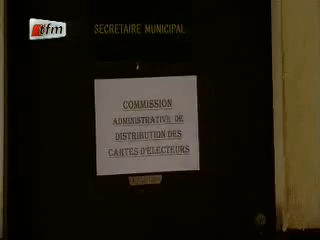 tfm
SECRETAIRE MUNICIPAL
COMMISSION
ADMINISTRATIVE DE
DISTRIBUTION DES
CARTES D'ELECTEURS